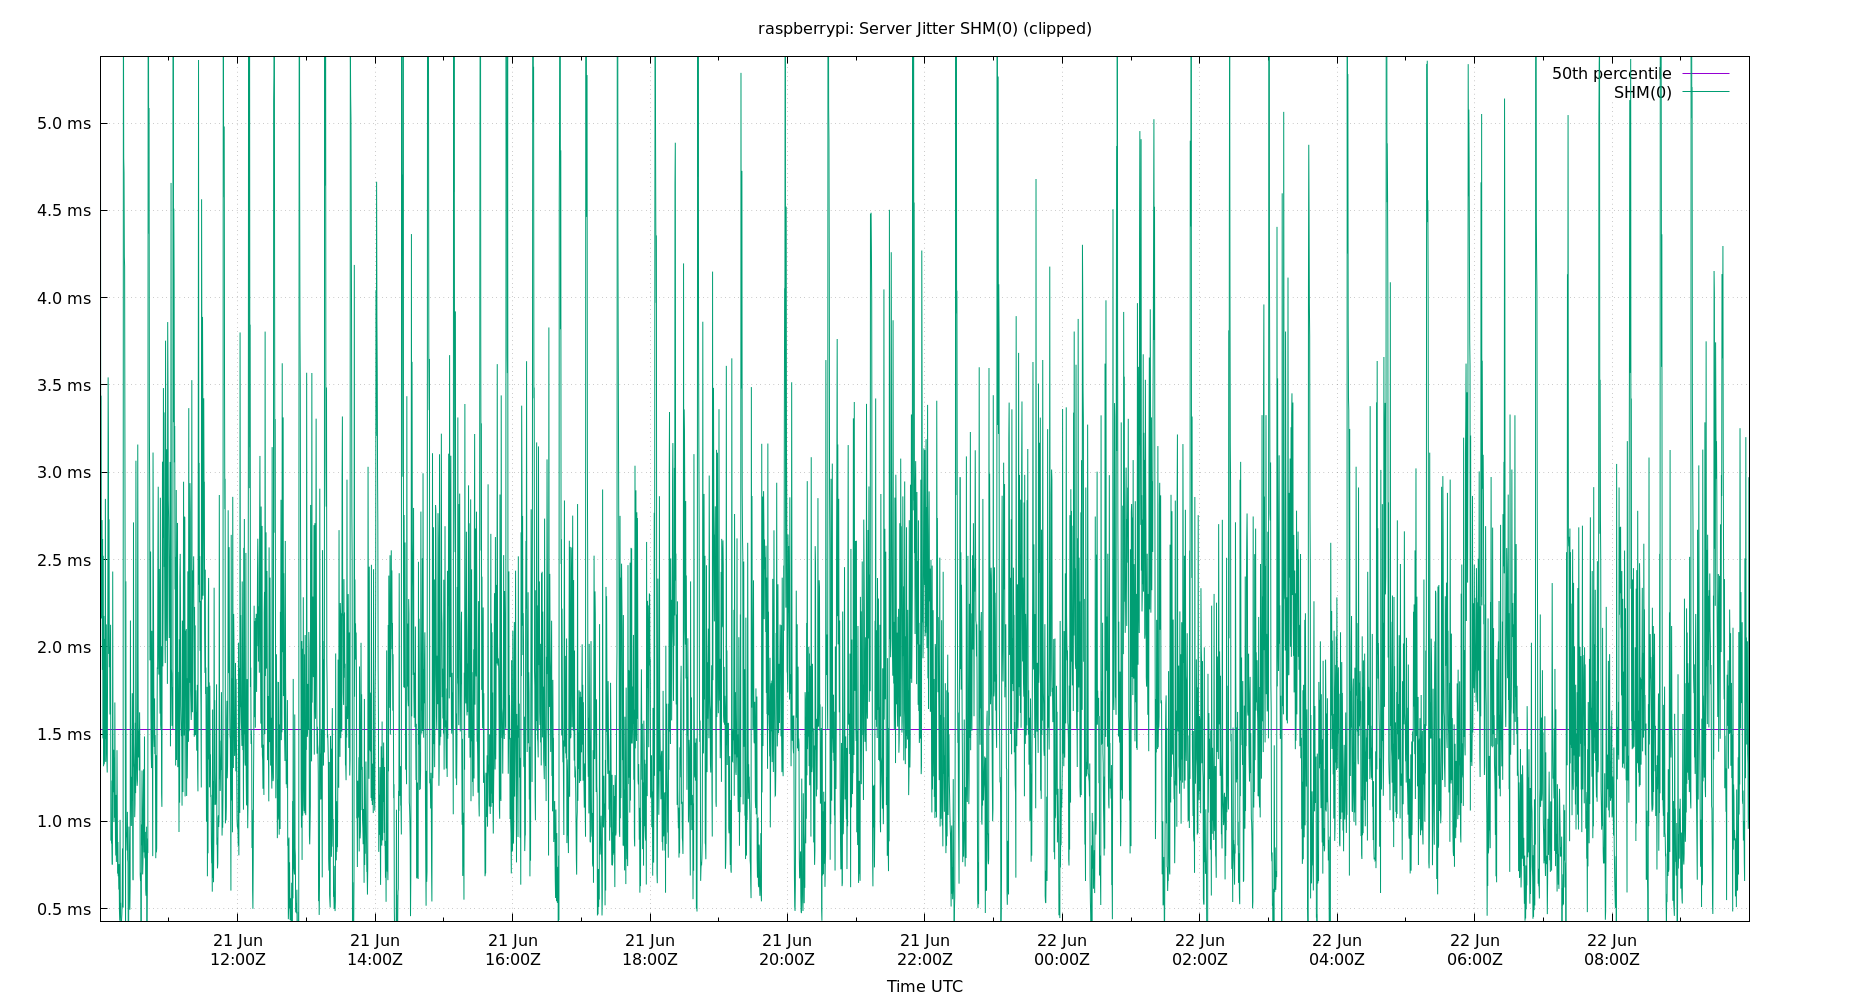 raspberrypi: Server Jitter SHM(0) (clipped)
50th percentile
SHM(0)
5.0 ms
4.5 ms
4.0 ms
3.5 ms
3.0 ms
2.5 ms
2.0 ms
1.5 ms
1.0 ms
0.5 ms
21 Jun 21 Jun 21 Jun 21 Jun 21 Jun 21 Jun 22 Jun 22 Jun 22 Jun 22 Jun 22 Jun
12:00Z 14:00Z 16:00Z 18:00Z 20:00Z 22:00Z 00:00Z 02:00Z 04:00Z 06:00Z 08:00Z
Time UTC